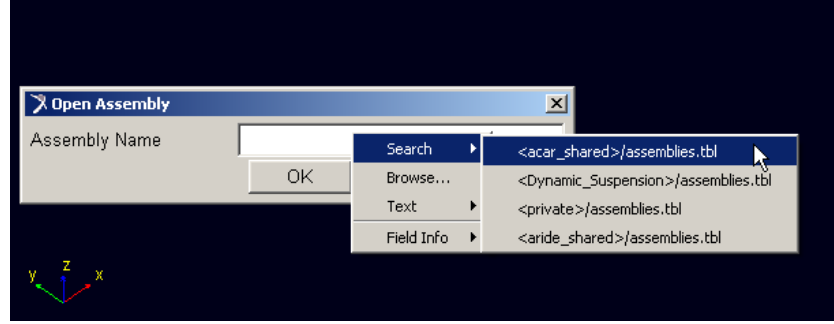 Open Assembly
Assembly Name
OK
Search
Browse...
Text
Field Info
<acar_shared>/assemblies.tbl
<Dynamic_Suspension>/assemblies.tbl
<private>/assemblies.tbl
<aride_shared>/assemblies.tbl
y z x